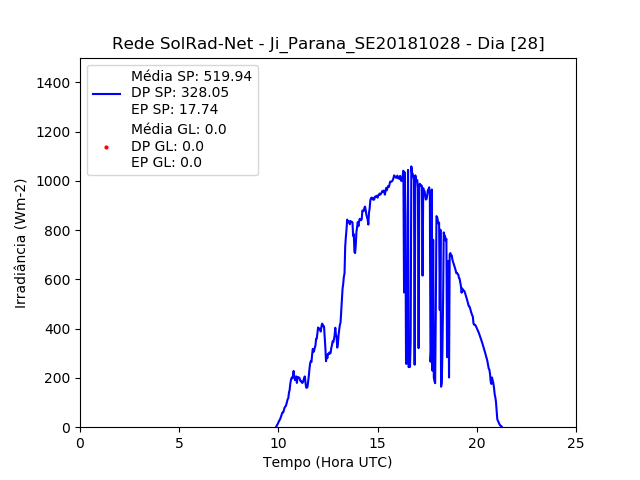 Rede SolRad-Net - Ji_Parana_SE20181028 - Dia [28]
Média SP: 519.94
DP SP: 328.05
EP SP: 17.74
Média GL: 0.0
DP GL: 0.0
EP GL: 0.0
1400
1200
1000
800
600
400
200
0
Irradiância (Wm-2)
0 5 10 15 20 25
Tempo (Hora UTC)